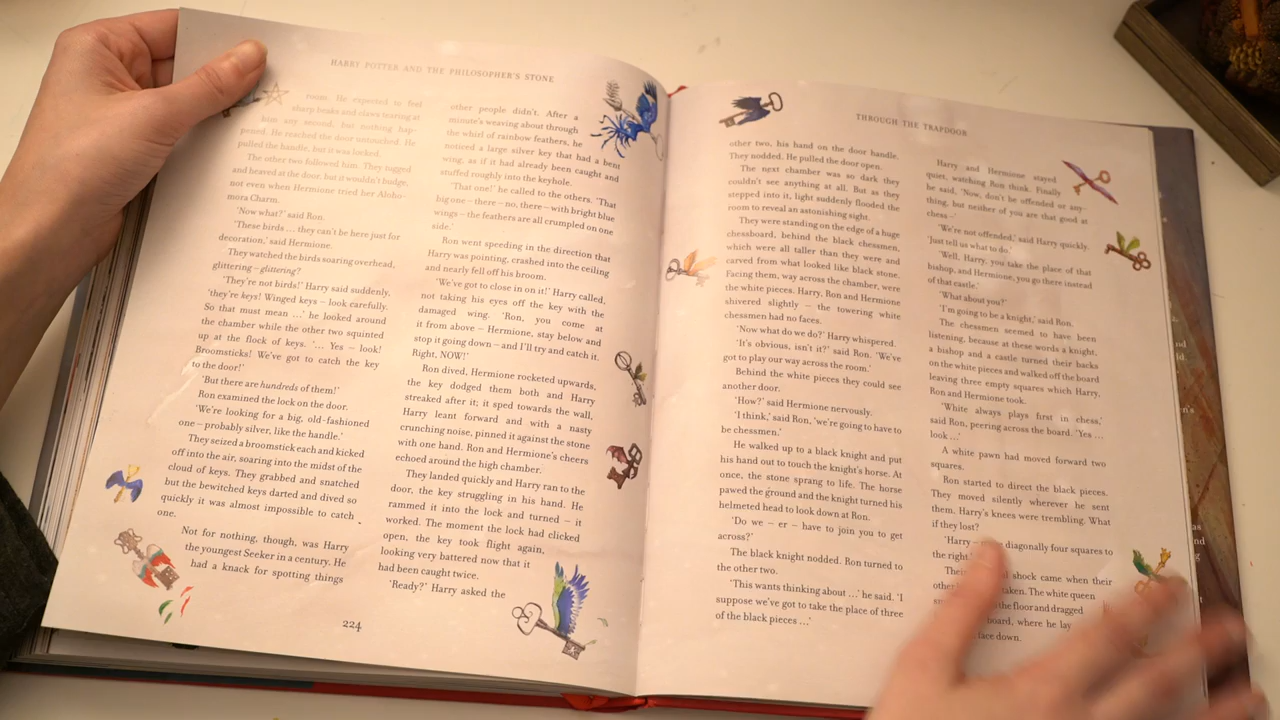 HARRY POTTER AND THE PHILOSOPHER'S STONE
room. He expected to feel
sharp beaks and claws tearing at
him any second, but nothing hap-
pened. He reached the door untouched. He
pulled the handle, but it was locked.
The other two followed him. They tugged
and heaved at the door, but it wouldn't budge,
not even when Hermione tried her Aloho-
mora Charm.
'Now what?' said Ron.
'These birds ... they can't be here just for
decoration,' said Hermione.
They watched the birds soaring overhead,
glittering – glittering?
'They're not birds!' Harry said suddenly,
'they're keys! Winged keys – look carefully.
So that must mean ...' he looked around
the chamber while the other two squinted
up at the flock of keys. '... Yes – look!
Broomsticks! We've got to catch the key
to the door!'
'But there are hundreds of them!'
Ron examined the lock on the door.
'We're looking for a big, old-fashioned
one – probably silver, like the handle.'
They seized a broomstick each and kicked
off into the air, soaring into the midst of the
cloud of keys. They grabbed and snatched
but the bewitched keys darted and dived so
quickly it was almost impossible to catch
one.
Not for nothing, though, was Harry
the youngest Seeker in a century. He
had a knack for spotting things
other people didn't. After a
minute's weaving about through
the whirl of rainbow feathers, he
noticed a large silver key that had a bent
wing, as if it had already been caught and
stuffed roughly into the keyhole.
'That one!' he called to the others. 'That
big one – there – no, there – with bright blue
wings – the feathers are all crumpled on one
side.'
Ron went speeding in the direction that
Harry was pointing, crashed into the ceiling
and nearly fell off his broom.
'We've got to close in on it!' Harry called,
not taking his eyes off the key with the
damaged wing. 'Ron, you come at
it from above – Hermione, stay below and
stop it going down – and I'll try and catch it.
Right, NOW!'
Ron dived, Hermione rocketed upwards,
the key dodged them both and Harry
streaked after it; it sped towards the wall,
Harry leant forward and with a nasty
crunching noise, pinned it against the stone
with one hand. Ron and Hermione's cheers
echoed around the high chamber.
They landed quickly and Harry ran to the
door, the key struggling in his hand. He
rammed it into the lock and turned – it
worked. The moment the lock had clicked
open, the key took flight again,
looking very battered now that it
had been caught twice.
'Ready?' Harry asked the
224
THROUGH THE TRAPDOOR
other two, his hand on the door handle.
They nodded. He pulled the door open.
The next chamber was so dark they
couldn't see anything at all. But as they
stepped into it, light suddenly flooded the
room to reveal an astonishing sight.
They were standing on the edge of a huge
chessboard, behind the black chessmen,
which were all taller than they were and
carved from what looked like black stone.
Facing them, way across the chamber, were
the white pieces. Harry, Ron and Hermione
shivered slightly – the towering white
chessmen had no faces.
'Now what do we do?' Harry whispered.
'It's obvious, isn't it?' said Ron. 'We've
got to play our way across the room.'
Behind the white pieces they could see
another door.
'How?' said Hermione nervously.
'I think,' said Ron, 'we're going to have to
be chessmen.'
He walked up to a black knight and put
his hand out to touch the knight's horse. At
once, the stone sprang to life. The horse
pawed the ground and the knight turned his
helmeted head to look down at Ron.
'Do we – er – have to join you to get
across?'
The black knight nodded. Ron turned to
the other two.
'This wants thinking about ...' he said. 'I
suppose we've got to take the place of three
of the black pieces ...'
Harry and Hermione stayed
quiet, watching Ron think. Finally
he said, 'Now, don't be offended or any-
thing, but neither of you are that good at
chess –'
'We're not offended,' said Harry quickly.
'Just tell us what to do.'
'Well, Harry, you take the place of that
bishop, and Hermione, you go there instead
of that castle.'
'What about you?'
'I'm going to be a knight,' said Ron.
The chessmen seemed to have been
listening, because at these words a knight,
a bishop and a castle turned their backs
on the white pieces and walked off the board
leaving three empty squares which Harry,
Ron and Hermione took.
'White always plays first in chess,'
said Ron, peering across the board. 'Yes ...
look ...'
A white pawn had moved forward two
squares.
Ron started to direct the black pieces.
They moved silently wherever he sent
them. Harry's knees were trembling. What
if they lost?
'Harry – diagonally four squares to
the right
shock came when their
taken. The white queen
the floor and dragged
board, where he lay
face down.